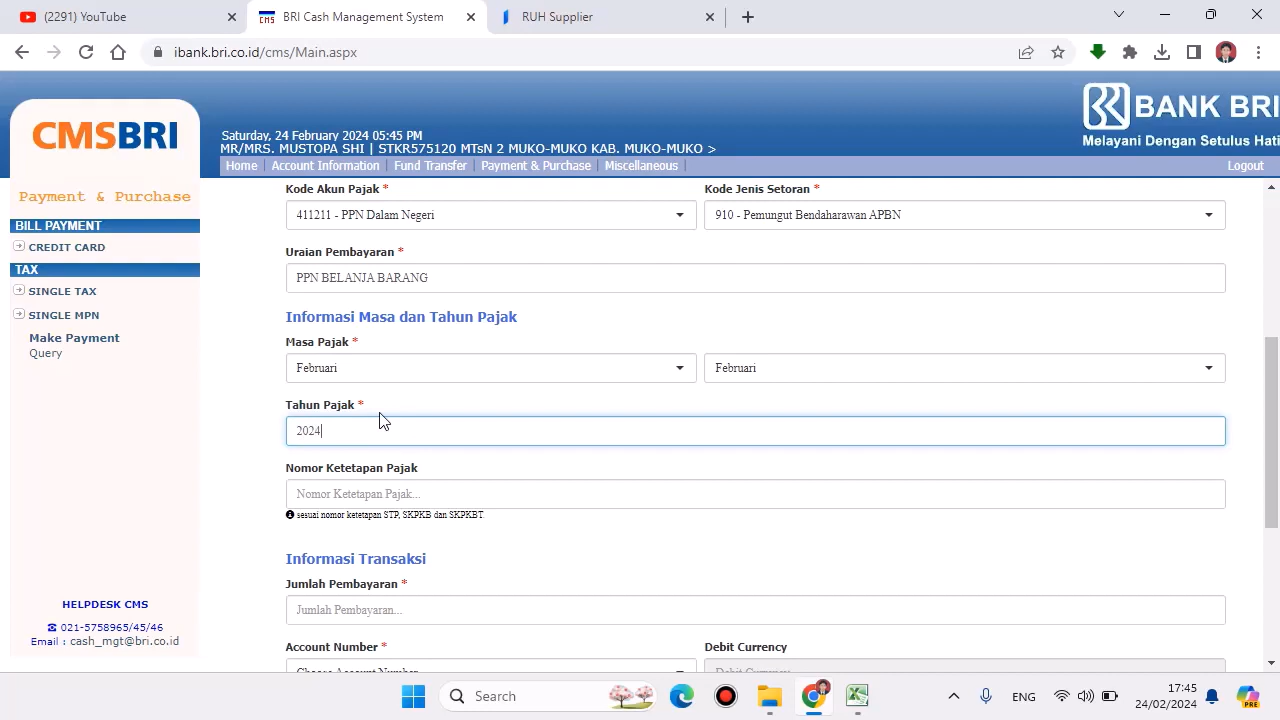 (2291) YouTube
BRI Cash Management System
RUH Supplier
ibank.bri.co.id/cms/Main.aspx
CMSBRI
BANK BRI
Melayani Dengan Setulus Hati
Saturday, 24 February 2024 05:45 PM
MR/MRS. MUSTOPA SHI | STKR575120 MTsN 2 MUKO-MUKO KAB. MUKO-MUKO >
Home Account Information Fund Transfer Payment & Purchase Miscellaneous Logout
Payment & Purchase
BILL PAYMENT
CREDIT CARD
TAX
SINGLE TAX
SINGLE MPN
Make Payment
Query
HELPDESK CMS
021-5758965/45/46
Email : cash_mgt@bri.co.id
Kode Akun Pajak * Kode Jenis Setoran *
411211 - PPN Dalam Negeri 910 - Pemungut Bendaharawan APBN
Uraian Pembayaran *
PPN BELANJA BARANG
Informasi Masa dan Tahun Pajak
Masa Pajak *
Februari Februari
Tahun Pajak *
2024
Nomor Ketetapan Pajak
Nomor Ketetapan Pajak...
sesuai nomor ketetapan STP, SKPKB dan SKPKBT.
Informasi Transaksi
Jumlah Pembayaran *
Jumlah Pembayaran...
Account Number * Debit Currency
Choose Account Number Debit Currency
Search
ENG
17:45
24/02/2024
PRE